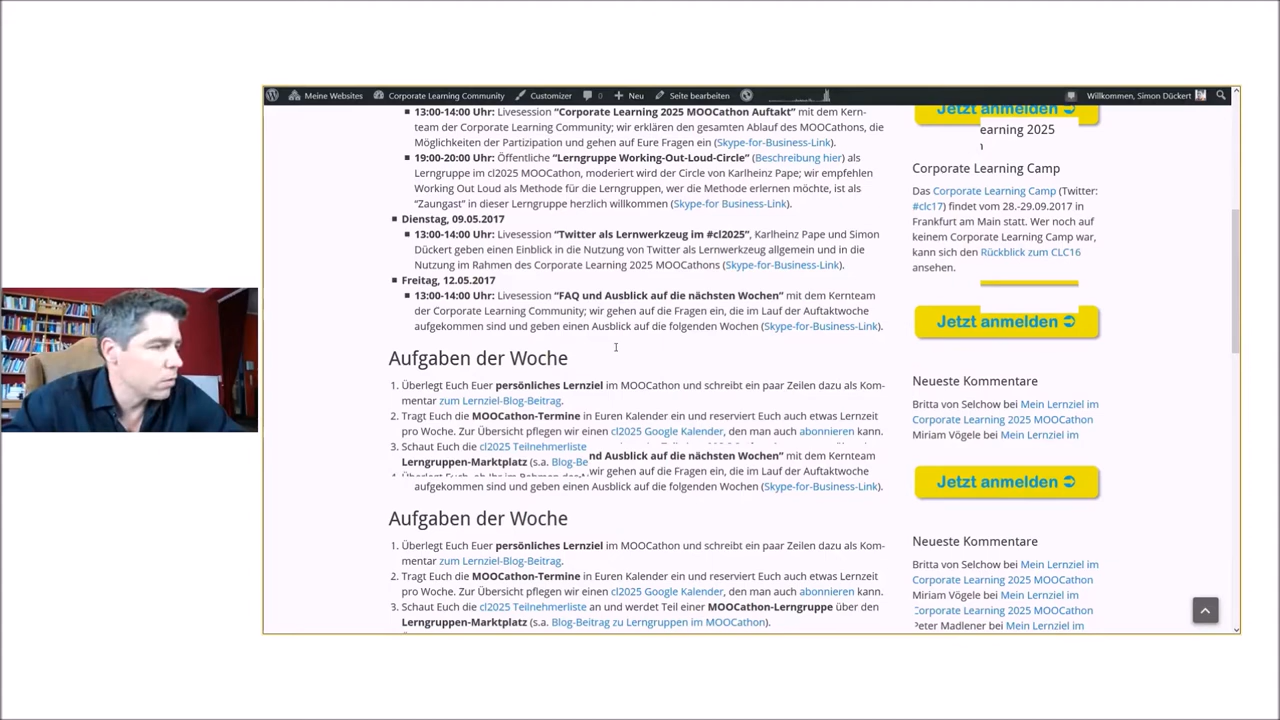 Meine Websites Corporate Learning Community Customizer 0 Neu Seite bearbeiten Willkommen, Simon Dückert
13:00-14:00 Uhr: Livesession “Corporate Learning 2025 MOOCathon Auftakt” mit dem Kern-
team der Corporate Learning Community; wir erklären den gesamten Ablauf des MOOCathons, die
Möglichkeiten der Partizipation und gehen auf Eure Fragen ein (Skype-for-Business-Link).
19:00-20:00 Uhr: Öffentliche “Lerngruppe Working-Out-Loud-Circle” (Beschreibung hier) als
Lerngruppe im cl2025 MOOCathon, moderiert wird der Circle von Karlheinz Pape; wir empfehlen
Working Out Loud als Methode für die Lerngruppen, wer die Methode erlernen möchte, ist als
“Zaungast” in dieser Lerngruppe herzlich willkommen (Skype-for Business-Link).
Dienstag, 09.05.2017
13:00-14:00 Uhr: Livesession “Twitter als Lernwerkzeug im #cl2025”, Karlheinz Pape und Simon
Dückert geben einen Einblick in die Nutzung von Twitter als Lernwerkzeug allgemein und in die
Nutzung im Rahmen des Corporate Learning 2025 MOOCathons (Skype-for-Business-Link).
Freitag, 12.05.2017
13:00-14:00 Uhr: Livesession “FAQ und Ausblick auf die nächsten Wochen” mit dem Kernteam
der Corporate Learning Community; wir gehen auf die Fragen ein, die im Lauf der Auftaktwoche
aufgekommen sind und geben einen Ausblick auf die folgenden Wochen (Skype-for-Business-Link).
Aufgaben der Woche
1. Überlegt Euch Euer persönliches Lernziel im MOOCathon und schreibt ein paar Zeilen dazu als Kom-
mentar zum Lernziel-Blog-Beitrag.
2. Tragt Euch die MOOCathon-Termine in Euren Kalender ein und reserviert Euch auch etwas Lernzeit
pro Woche. Zur Übersicht pflegen wir einen cl2025 Google Kalender, den man auch abonnieren kann.
3. Schaut Euch die cl2025 Teilnehmerliste
Lerngruppen-Marktplatz (s.a. Blog-Be
nd Ausblick auf die nächsten Wochen” mit dem Kernteam
wir gehen auf die Fragen ein, die im Lauf der Auftaktwoche
aufgekommen sind und geben einen Ausblick auf die folgenden Wochen (Skype-for-Business-Link).
Aufgaben der Woche
1. Überlegt Euch Euer persönliches Lernziel im MOOCathon und schreibt ein paar Zeilen dazu als Kom-
mentar zum Lernziel-Blog-Beitrag.
2. Tragt Euch die MOOCathon-Termine in Euren Kalender ein und reserviert Euch auch etwas Lernzeit
pro Woche. Zur Übersicht pflegen wir einen cl2025 Google Kalender, den man auch abonnieren kann.
3. Schaut Euch die cl2025 Teilnehmerliste an und werdet Teil einer MOOCathon-Lerngruppe über den
Lerngruppen-Marktplatz (s.a. Blog-Beitrag zu Lerngruppen im MOOCathon).
Jetzt anmelden
earning 2025
Corporate Learning Camp
Das Corporate Learning Camp (Twitter:
#clc17) findet vom 28.-29.09.2017 in
Frankfurt am Main statt. Wer noch auf
keinem Corporate Learning Camp war,
kann sich den Rückblick zum CLC16
ansehen.
Jetzt anmelden
Neueste Kommentare
Britta von Selchow bei Mein Lernziel im
Corporate Learning 2025 MOOCathon
Miriam Vögele bei Mein Lernziel im
Jetzt anmelden
Neueste Kommentare
Britta von Selchow bei Mein Lernziel im
Corporate Learning 2025 MOOCathon
Miriam Vögele bei Mein Lernziel im
Corporate Learning 2025 MOOCathon
Peter Madlener bei Mein Lernziel im